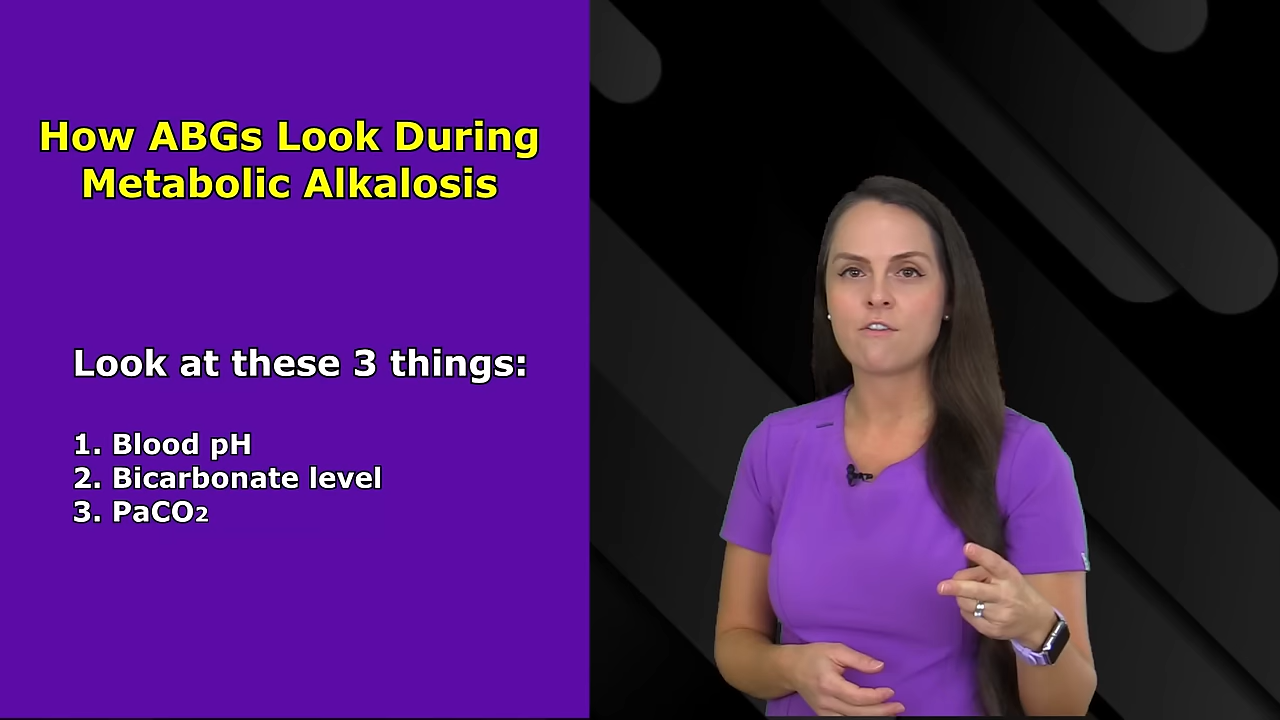 How ABGs Look During
Metabolic Alkalosis
Look at these 3 things:
1. Blood pH
2. Bicarbonate level
3. PaCO₂